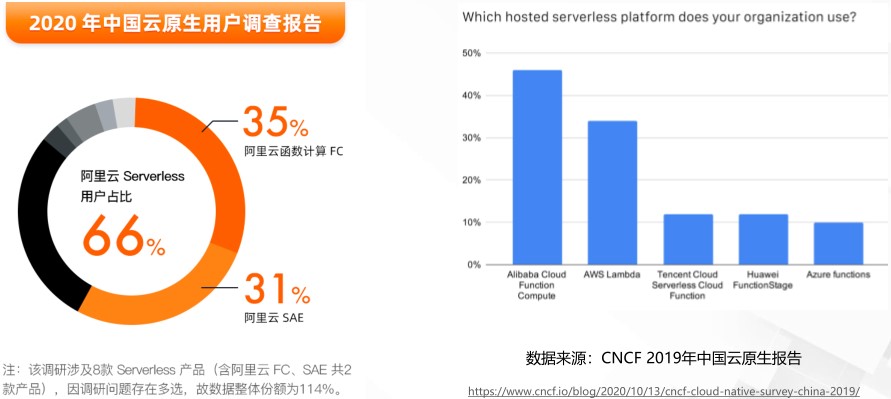 2020 年中国云原生用户调查报告
35%
阿里云函数计算 FC
阿里云 Serverless
用户占比
66%
31%
阿里云 SAE
注：该调研涉及8款 Serverless 产品（含阿里云 FC、SAE 共2
款产品），因调研问题存在多选，故数据整体份额为114%。
Which hosted serverless platform does your organization use?
50%
40%
30%
20%
10%
0%
Alibaba Cloud
Function
Compute
AWS Lambda
Tencent Cloud
Serverless Cloud
Function
Huawei
FunctionStage
Azure functions
数据来源：CNCF 2019年中国云原生报告
https://www.cncf.io/blog/2020/10/13/cncf-cloud-native-survey-china-2019/